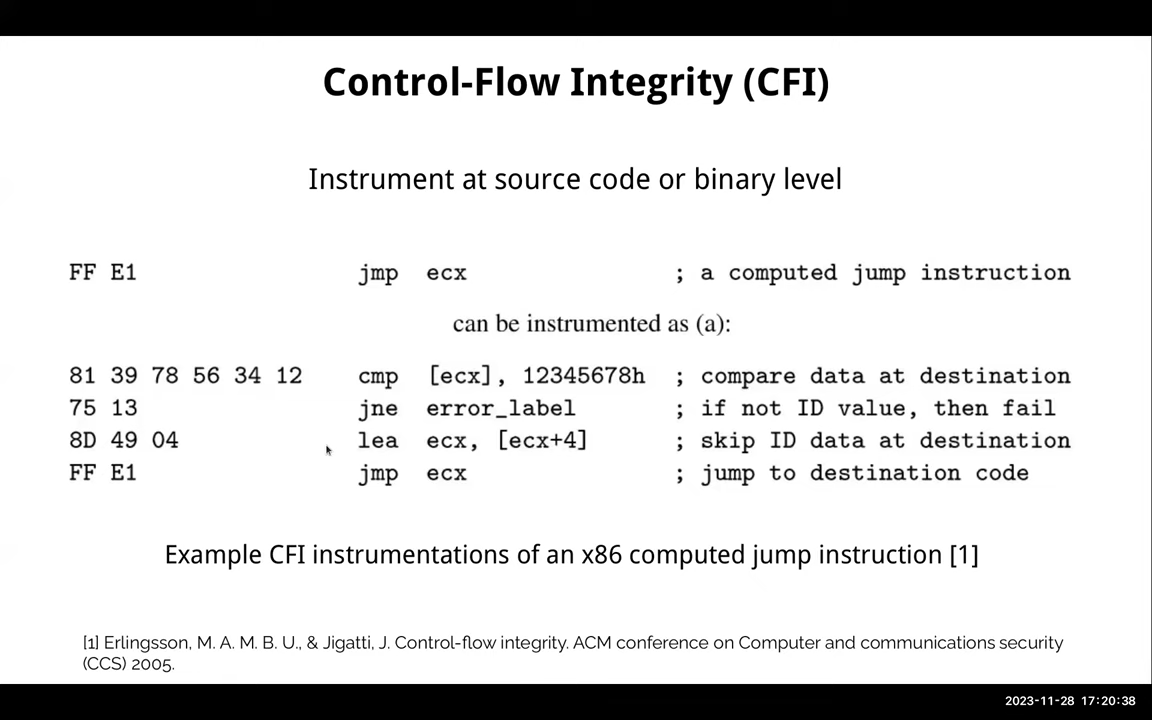 Control-Flow Integrity (CFI)
Instrument at source code or binary level
FF E1 jmp ecx ; a computed jump instruction
can be instrumented as (a):
81 39 78 56 34 12 cmp [ecx], 12345678h ; compare data at destination
75 13 jne error_label ; if not ID value, then fail
8D 49 04 lea ecx, [ecx+4] ; skip ID data at destination
FF E1 jmp ecx ; jump to destination code
Example CFI instrumentations of an x86 computed jump instruction [1]
[1] Erlingsson, M. A. M. B. U., & Jigatti, J. Control-flow integrity. ACM conference on Computer and communications security
(CCS) 2005.
2023-11-28 17:20:38